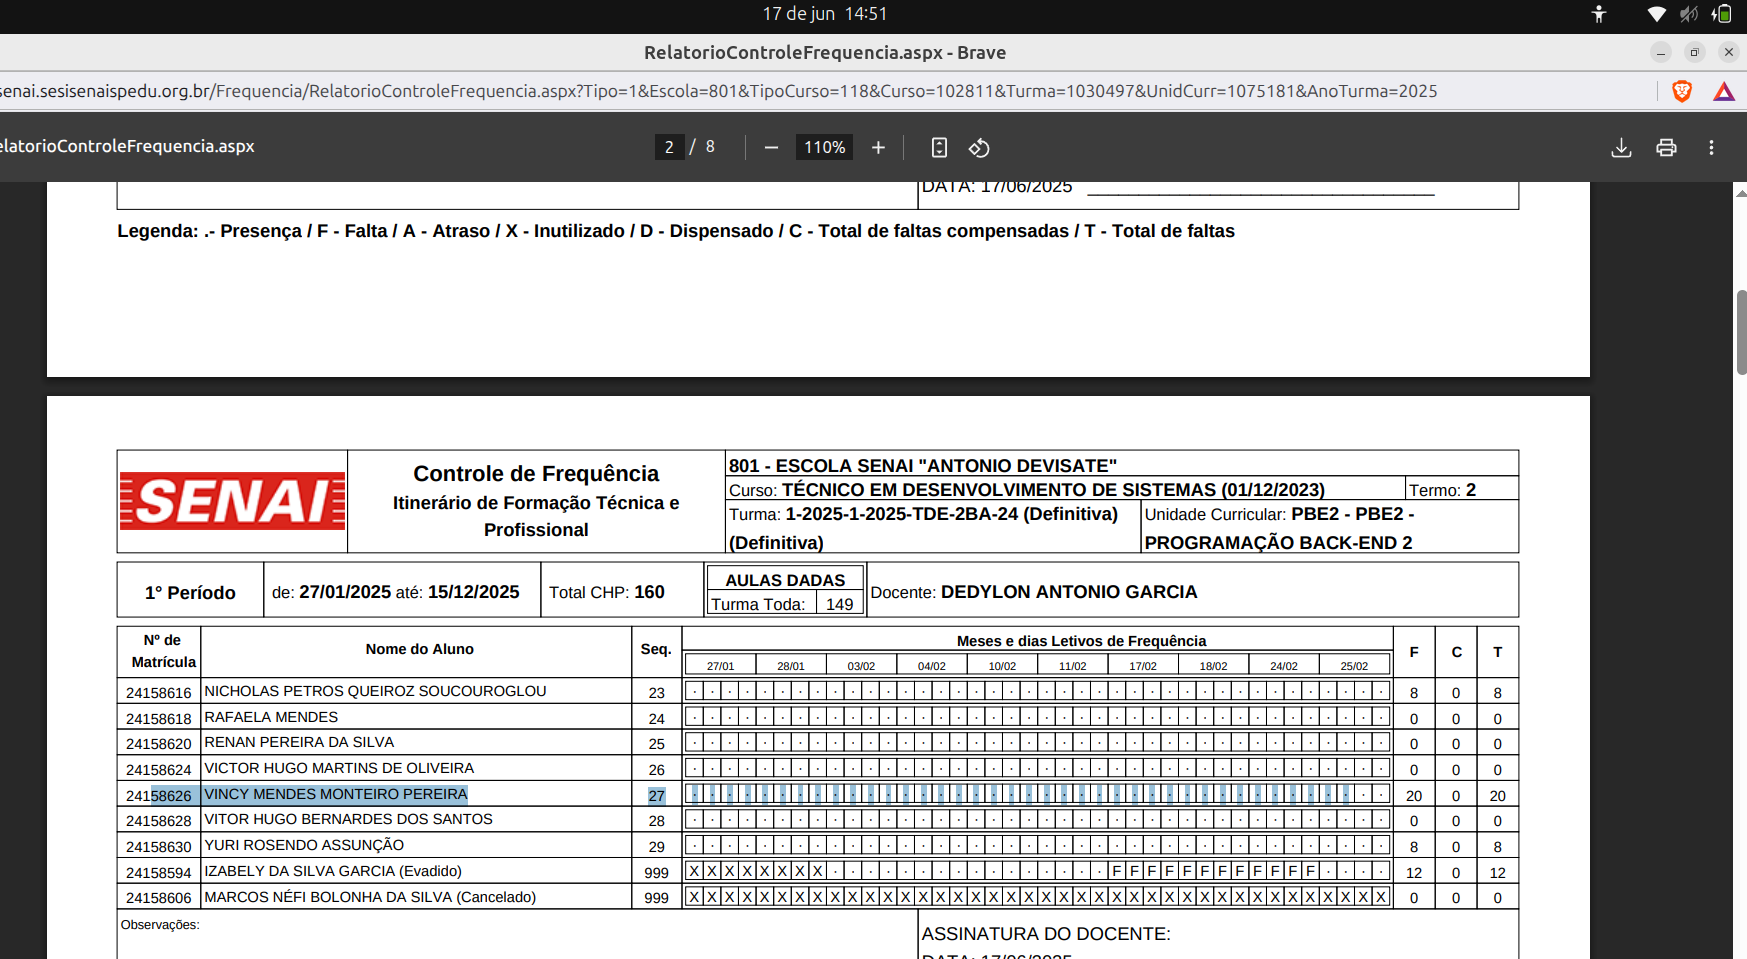 17 de jun 14:51
RelatorioControleFrequencia.aspx - Brave
senai.sesisenaispedu.org.br/Frequencia/RelatorioControleFrequencia.aspx?Tipo=1&Escola=801&TipoCurso=118&Curso=102811&Turma=1030497&UnidCurr=1075181&AnoTurma=2025
elatorioControleFrequencia.aspx
2 / 8
110%
DATA: 17/06/2025
Legenda: .- Presença / F - Falta / A - Atraso / X - Inutilizado / D - Dispensado / C - Total de faltas compensadas / T - Total de faltas
SENAI
Controle de Frequência
Itinerário de Formação Técnica e
Profissional
801 - ESCOLA SENAI "ANTONIO DEVISATE"
Curso: TÉCNICO EM DESENVOLVIMENTO DE SISTEMAS (01/12/2023)
Termo: 2
Turma: 1-2025-1-2025-TDE-2BA-24 (Definitiva)
(Definitiva)
Unidade Curricular: PBE2 - PBE2 -
PROGRAMAÇÃO BACK-END 2
1º Período
de: 27/01/2025 até: 15/12/2025
Total CHP: 160
AULAS DADAS
Turma Toda: 149
Docente: DEDYLON ANTONIO GARCIA
Nº de
Matrícula
Nome do Aluno
Seq.
Meses e dias Letivos de Frequência
27/01 28/01 03/02 04/02 10/02 11/02 17/02 18/02 24/02 25/02
F C T
24158616 NICHOLAS PETROS QUEIROZ SOUCOUROGLOU 23 . . . . . . . . . . . . . . . . . . . . . . . . . . . . . . . . . . . . . . . . 8 0 8
24158618 RAFAELA MENDES 24 . . . . . . . . . . . . . . . . . . . . . . . . . . . . . . . . . . . . . . . . 0 0 0
24158620 RENAN PEREIRA DA SILVA 25 . . . . . . . . . . . . . . . . . . . . . . . . . . . . . . . . . . . . . . . . 0 0 0
24158624 VICTOR HUGO MARTINS DE OLIVEIRA 26 . . . . . . . . . . . . . . . . . . . . . . . . . . . . . . . . . . . . . . . . 0 0 0
24158626 VINCY MENDES MONTEIRO PEREIRA 27 . . . . . . . . . . . . . . . . . . . . . . . . . . . . . . . . . . . . . . . . 20 0 20
24158628 VITOR HUGO BERNARDES DOS SANTOS 28 . . . . . . . . . . . . . . . . . . . . . . . . . . . . . . . . . . . . . . . . 0 0 0
24158630 YURI ROSENDO ASSUNÇÃO 29 . . . . . . . . . . . . . . . . . . . . . . . . . . . . . . . . . . . . . . . . 8 0 8
24158594 IZABELY DA SILVA GARCIA (Evadido) 999 X X X X X X X X . . . . . . . . . . . . . . . . F F F F F F F F F F F F . . . . 12 0 12
24158606 MARCOS NÉFI BOLONHA DA SILVA (Cancelado) 999 X X X X X X X X X X X X X X X X X X X X X X X X X X X X X X X X X X X X X X X X 0 0 0
Observações:
ASSINATURA DO DOCENTE:
DATA: 17/06/2025